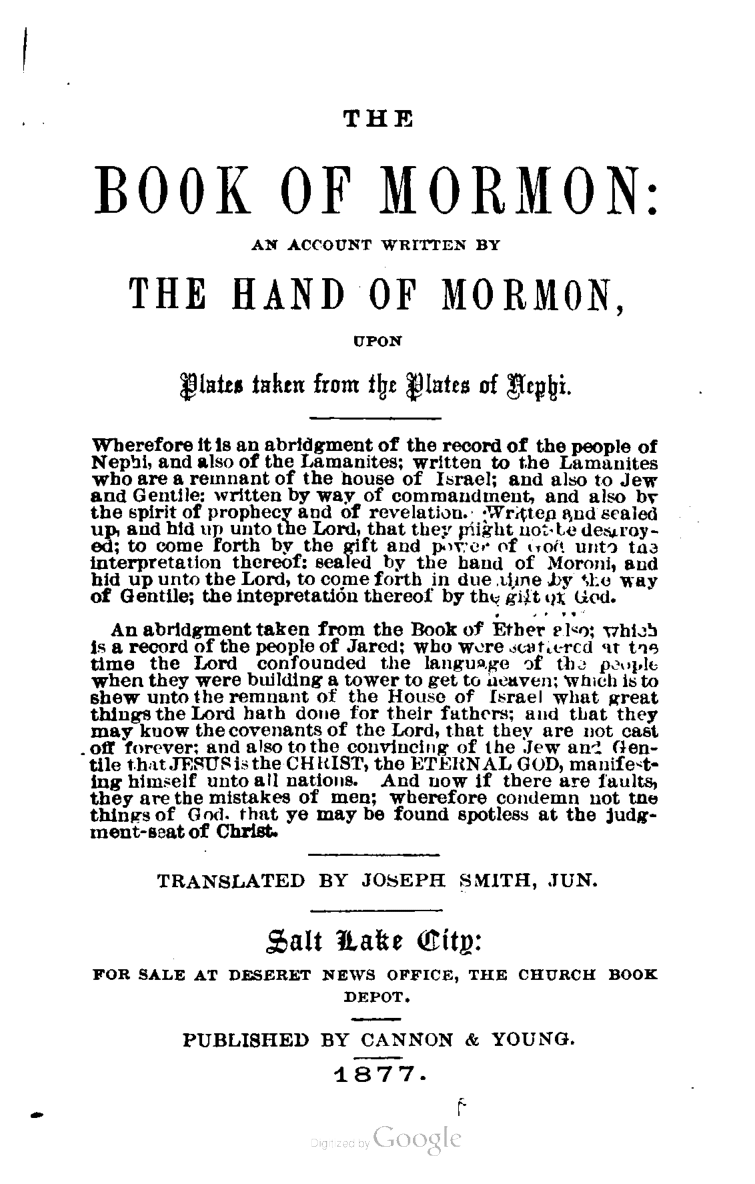 THE
BOOK OF MORMON:
AN ACCOUNT WRITTEN BY
THE HAND OF MORMON,
UPON
Plates taken from the Plates of Nephi.
Wherefore it is an abridgment of the record of the people of
Nephi, and also of the Lamanites; written to the Lamanites
who are a remnant of the house of Israel; and also to Jew
and Gentile: written by way of commandment, and also by
the spirit of prophecy and of revelation. Written and sealed
up, and hid up unto the Lord, that they might not be destroy-
ed; to come forth by the gift and power of God unto the
interpretation thereof: sealed by the hand of Moroni, and
hid up unto the Lord, to come forth in due time by the way
of Gentile; the intepretation thereof by the gift of God.
An abridgment taken from the Book of Ether also; which
is a record of the people of Jared; who were scattered at the
time the Lord confounded the language of the people
when they were building a tower to get to heaven; which is to
shew unto the remnant of the House of Israel what great
things the Lord hath done for their fathers; and that they
may know the covenants of the Lord, that they are not cast
off forever; and also to the convincing of the Jew and Gen-
tile that JESUS is the CHRIST, the ETERNAL GOD, manifest-
ing himself unto all nations. And now if there are faults,
they are the mistakes of men; wherefore condemn not the
things of God. that ye may be found spotless at the judg-
ment-seat of Christ.
TRANSLATED BY JOSEPH SMITH, JUN.
Salt Lake City:
FOR SALE AT DESERET NEWS OFFICE, THE CHURCH BOOK
DEPOT.
PUBLISHED BY CANNON & YOUNG.
1877.
Digitized by Google